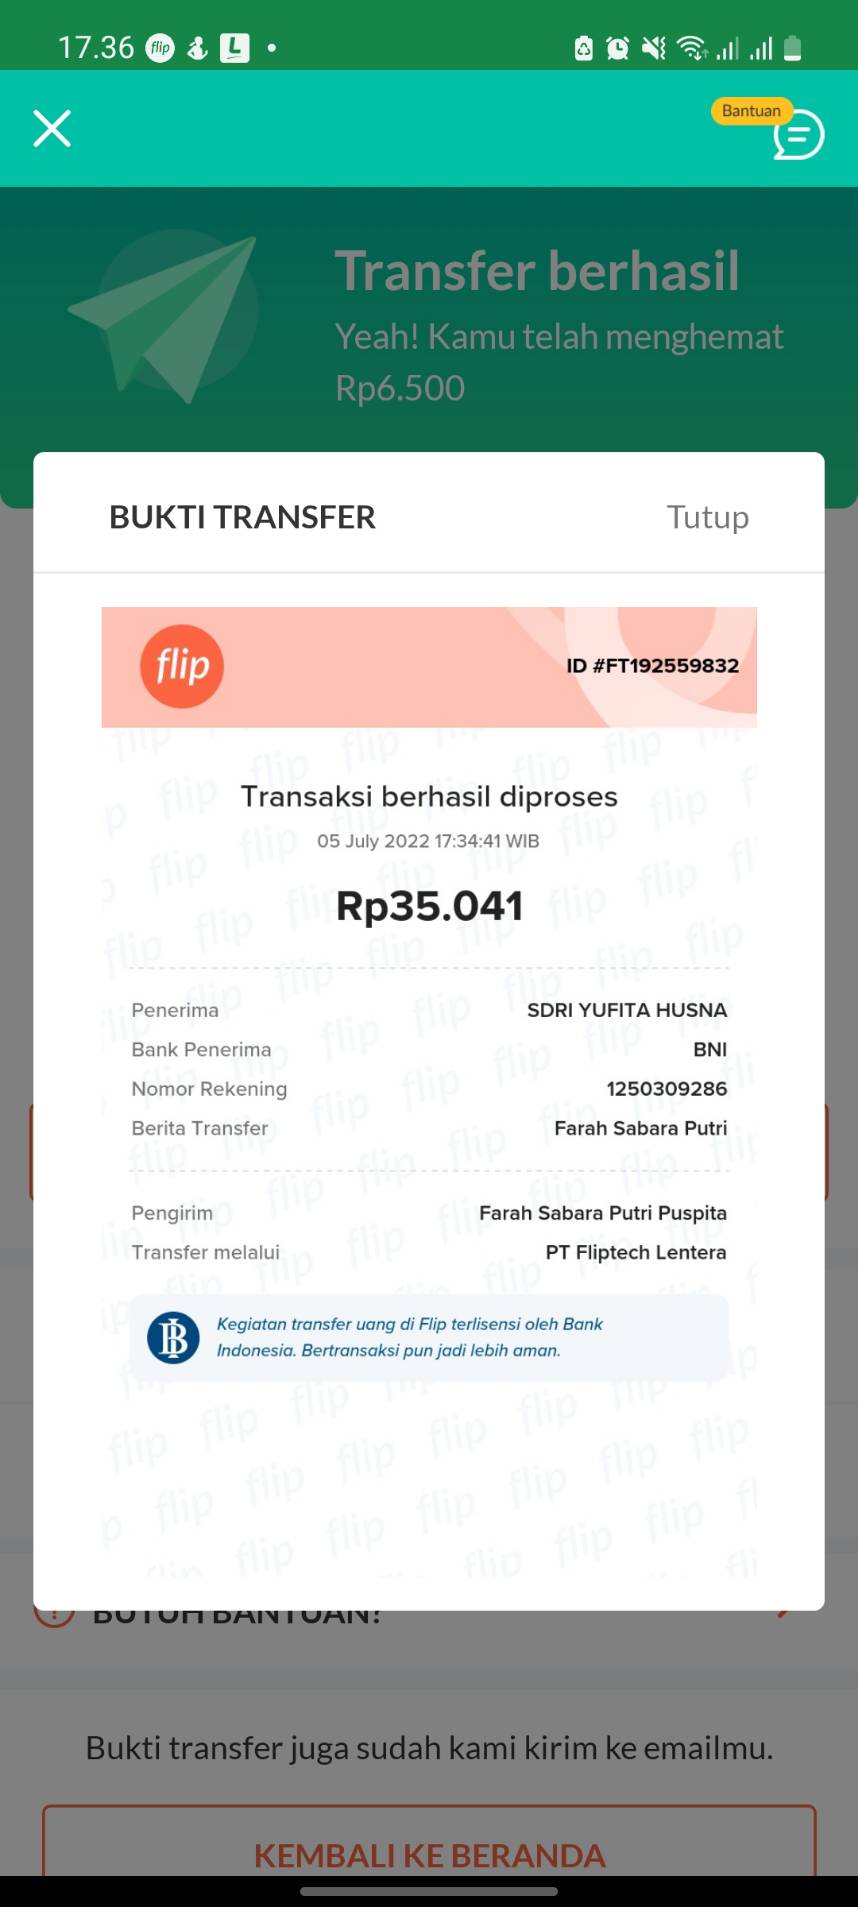 17.36 flip L
Bantuan
Transfer berhasil
Yeah! Kamu telah menghemat
Rp6.500
BUKTI TRANSFER Tutup
flip ID #FT192559832
Transaksi berhasil diproses
05 July 2022 17:34:41 WIB
Rp35.041
Penerima SDRI YUFITA HUSNA
Bank Penerima BNI
Nomor Rekening 1250309286
Berita Transfer Farah Sabara Putri
Pengirim Farah Sabara Putri Puspita
Transfer melalui PT Fliptech Lentera
Kegiatan transfer uang di Flip terlisensi oleh Bank
Indonesia. Bertransaksi pun jadi lebih aman.
BUTUH BANTUAN?
Bukti transfer juga sudah kami kirim ke emailmu.
KEMBALI KE BERANDA